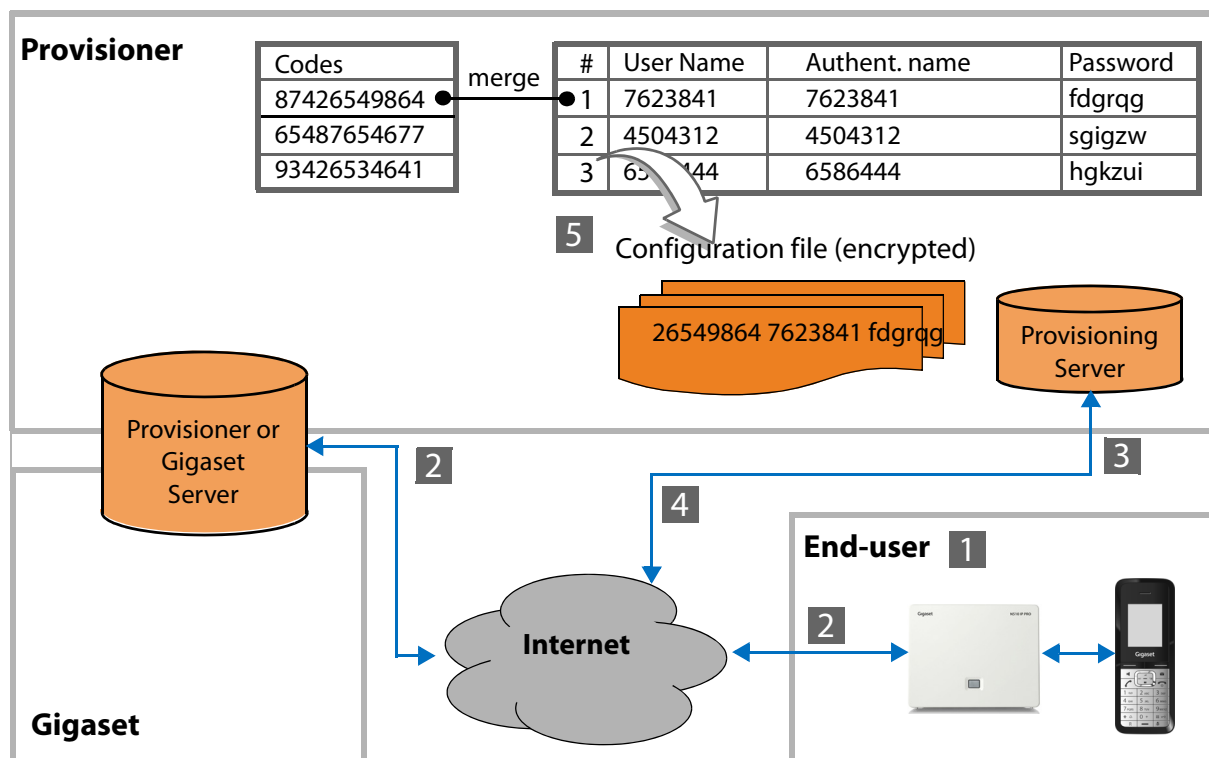 Provisioner
Codes
87426549864
65487654677
93426534641
merge
# User Name Authent. name Password
1 7623841 7623841 fdgrqg
2 4504312 4504312 sgigzw
3 6586444 hgkzui
5
Configuration file (encrypted)
26549864 7623841 fdgrqg
Provisioning
Server
Provisioner or
Gigaset
Server
2
3
4
End-user 1
2
Internet
Gigaset
Gigaset
Gigaset